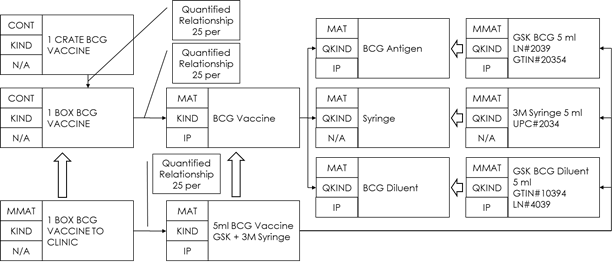 CONT
KIND
N/A
1 CRATE BCG
VACCINE
Quantified
Relationship
25 per
Quantified
Relationship
25 per
CONT
KIND
N/A
1 BOX BCG
VACCINE
MAT
KIND
IP
BCG Vaccine
MAT
QKIND
IP
BCG Antigen
MMAT
QKIND
IP
GSK BCG 5 ml
LN#2039
GTIN#20354
MAT
QKIND
N/A
Syringe
MMAT
QKIND
N/A
3M Syringe 5 ml
UPC#2034
MAT
QKIND
IP
BCG Diluent
MMAT
QKIND
IP
GSK BCG Diluent
5 ml
GTIN#10394
LN#4039
Quantified
Relationship
25 per
MMAT
KIND
N/A
1 BOX BCG
VACCINE TO
CLINIC
MAT
KIND
IP
5ml BCG Vaccine
GSK + 3M Syringe